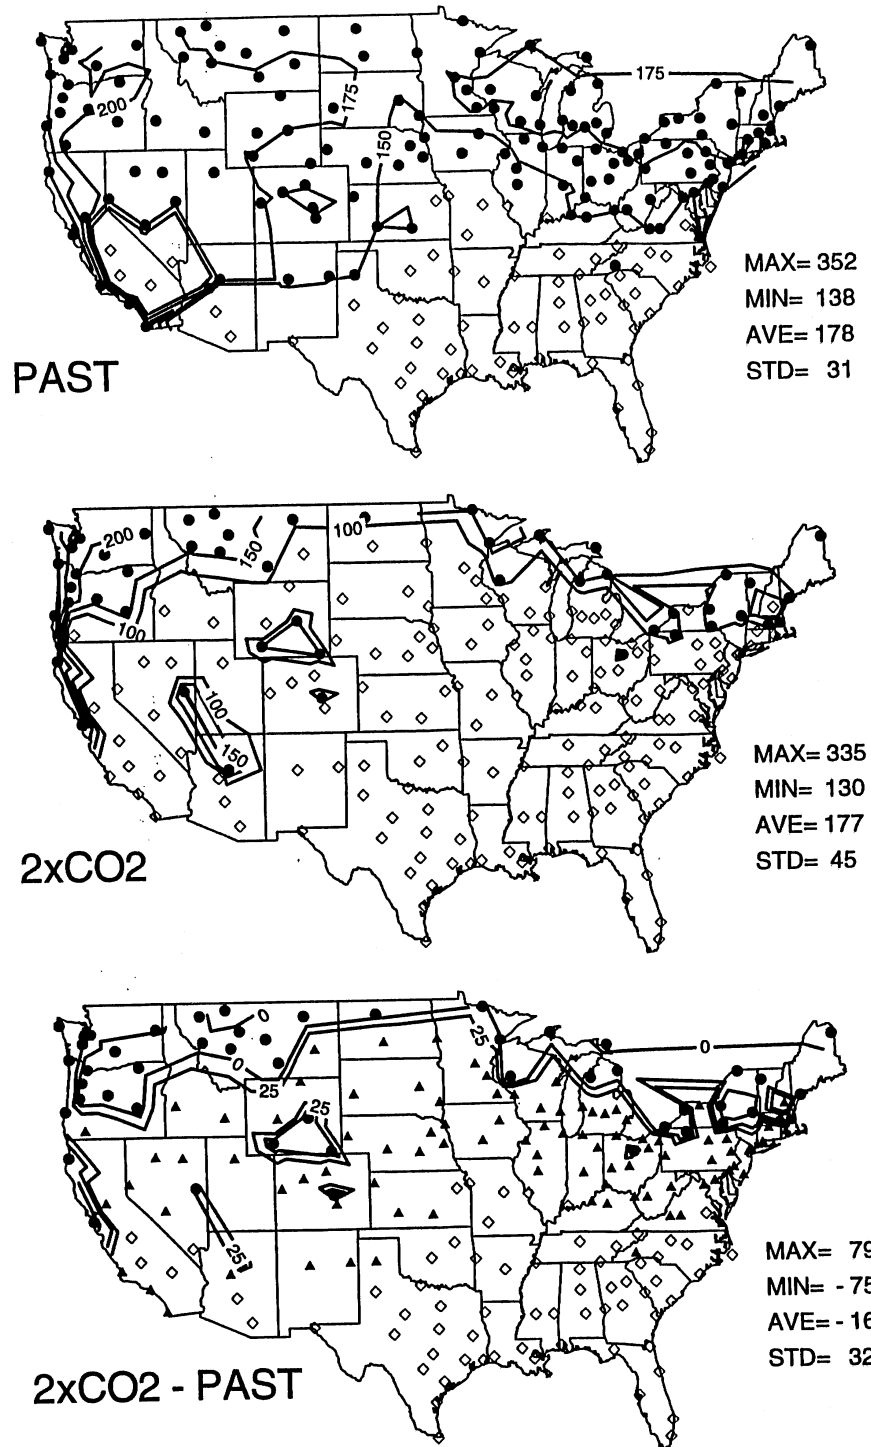 175
175
200
150
MAX= 352
MIN= 138
AVE= 178
STD= 31
PAST
200
150
100
100
100
150
MAX= 335
MIN= 130
AVE= 177
STD= 45
2xCO2
0
0
25
25
25
0
25
MAX= 79
MIN= - 75
AVE= - 16
STD= 32
2xCO2 - PAST